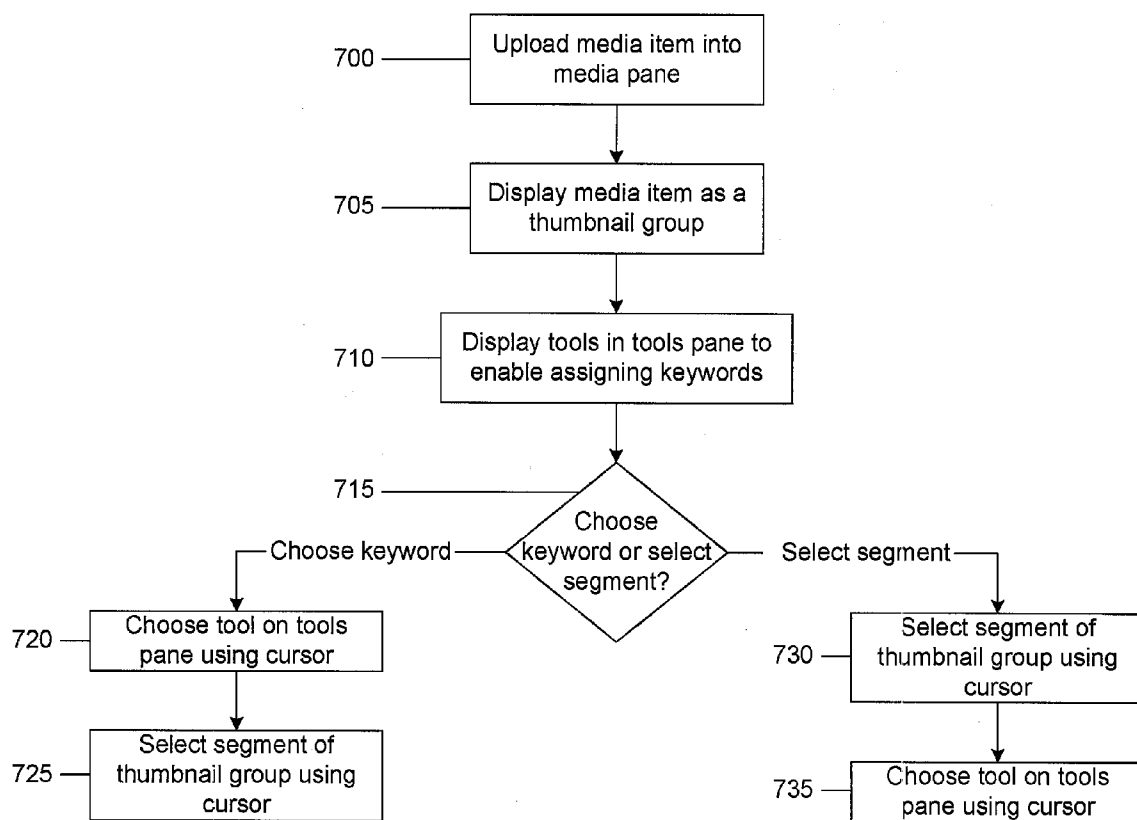 700
Upload media item into
media pane
705
Display media item as a
thumbnail group
710
Display tools in tools pane to
enable assigning keywords
715
Choose
keyword or select
segment?
Choose keyword
Select segment
720
Choose tool on tools
pane using cursor
725
Select segment of
thumbnail group using
cursor
730
Select segment of
thumbnail group using
cursor
735
Choose tool on tools
pane using cursor